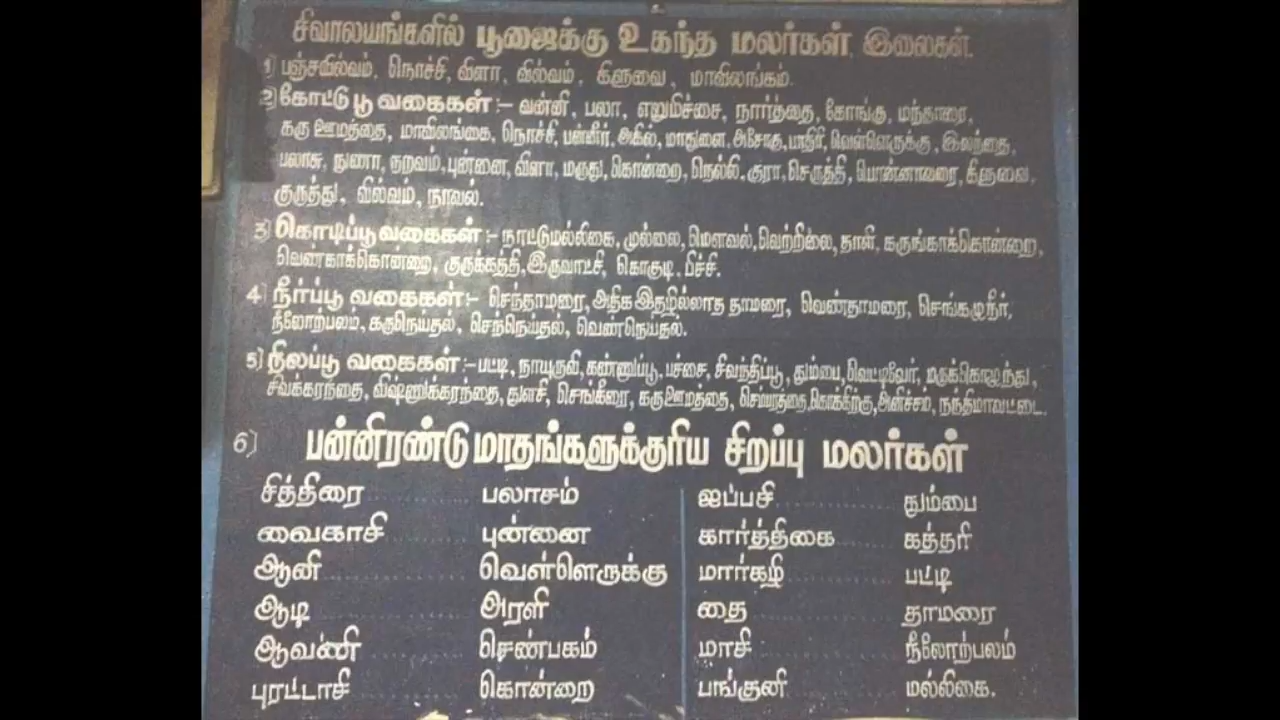 சிவாலயங்களில் பூஜைக்கு உகந்த மலர்கள், இலைகள்.
1) பஞ்சவில்வம், நொச்சி, விளா, வில்வம், கிளுவை, மாவிலங்கம்.
2) கோட்டு பூ வகைகள் :- வன்னி, பலா, எலுமிச்சை, நார்த்தை, கோங்கு, மந்தாரை,
கரு ஊமத்தை, மாவிலங்கை, நொச்சி, பன்னீர், அகில், மாதுளை, அசோகு, பாதிரி, வெள்ளெருக்கு, இலந்தை,
பலாசு, நுணா, நறவம், புன்னை, விளா, மருது, கொன்றை, நெல்லி, குரா, செருத்தி, பொன்னாவரை, கிளுவை,
குருத்து, வில்வம், நாவல்.
3) கொடிப்பூ வகைகள் :- நாட்டுமல்லிகை, முல்லை, மௌவல், வெற்றிலை, தாளி, கருங்காக்கொன்றை,
வெண்காக்கொன்றை, குருக்கத்தி, இருவாட்சி, கொகுடி, பிச்சி.
4) நீர்ப்பூ வகைகள் :- செந்தாமரை, அதிக இதழில்லாத தாமரை, வெண்தாமரை, செங்கழுநீர்,
நீலோற்பலம், கருநெய்தல், செந்நெய்தல், வெண்நெய்தல்.
5) நிலப்பூ வகைகள் :- பட்டி, நாயுருவி, கண்ணுப்பூ, பச்சை, சிவந்திப்பூ, தும்பை, வெட்டிவேர், மருக்கொழுந்து,
சிவக்கரந்தை, விஷ்ணுக்கரந்தை, துளசி, செங்கீரை, கரு ஊமத்தை, செம்பரத்தை, கொக்கிறகு, அனிச்சம், நந்தியாவட்டை.
6) பன்னிரண்டு மாதங்களுக்குரிய சிறப்பு மலர்கள்
சித்திரை ............ பலாசம்
வைகாசி ............ புன்னை
ஆனி ............ வெள்ளெருக்கு
ஆடி ............ அரளி
ஆவணி ............ செண்பகம்
புரட்டாசி ............ கொன்றை
ஐப்பசி ............ தும்பை
கார்த்திகை ............ கத்தரி
மார்கழி ............ பட்டி
தை ............ தாமரை
மாசி ............ நீலோற்பலம்
பங்குனி ............ மல்லிகை.